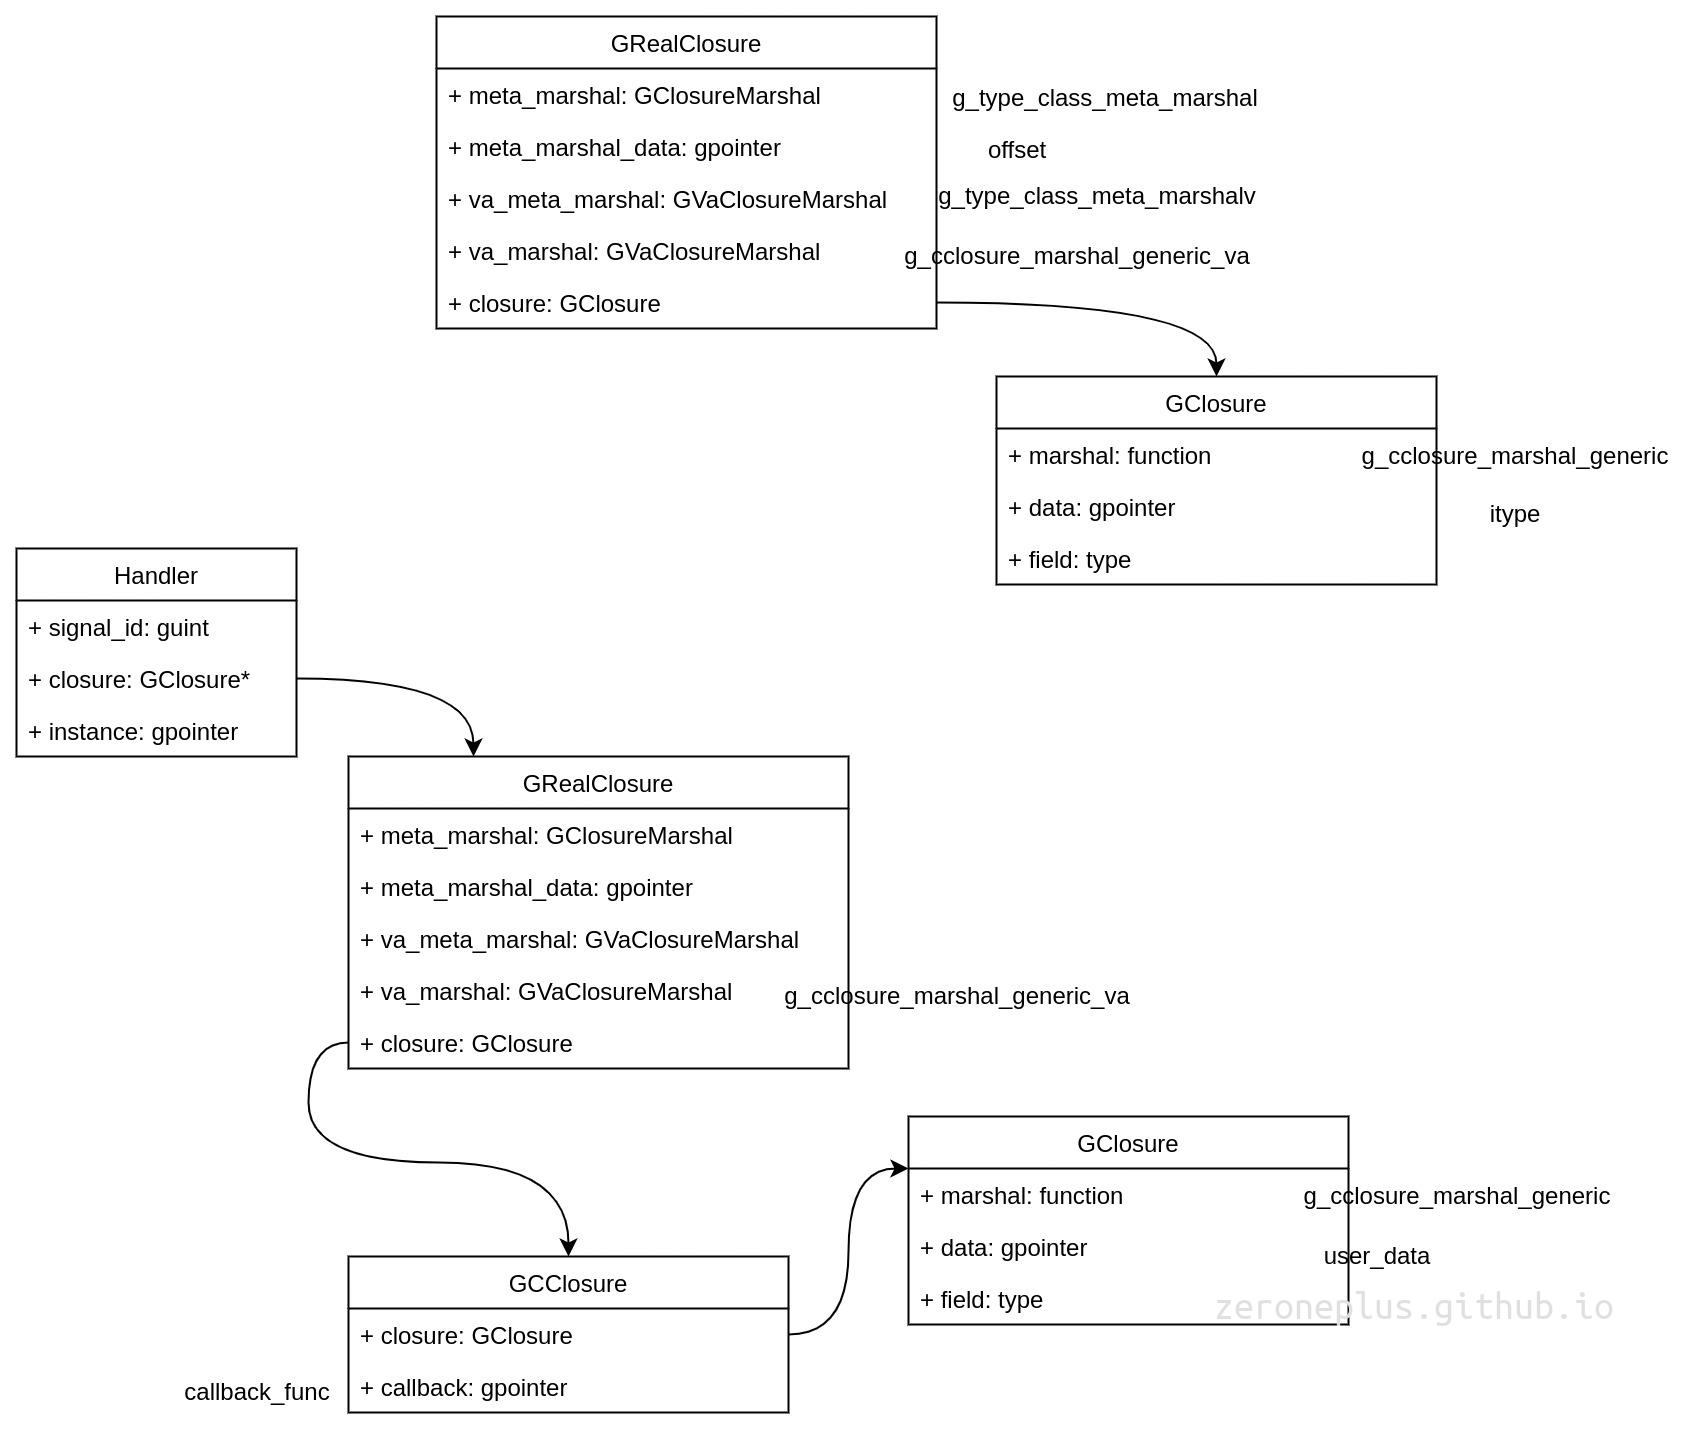 GRealClosure
+ meta_marshal: GClosureMarshal
g_type_class_meta_marshal
+ meta_marshal_data: gpointer
offset
+ va_meta_marshal: GVaClosureMarshal
g_type_class_meta_marshalv
+ va_marshal: GVaClosureMarshal
g_cclosure_marshal_generic_va
+ closure: GClosure
GClosure
+ marshal: function
g_cclosure_marshal_generic
+ data: gpointer
itype
+ field: type
Handler
+ signal_id: guint
+ closure: GClosure*
+ instance: gpointer
GRealClosure
+ meta_marshal: GClosureMarshal
+ meta_marshal_data: gpointer
+ va_meta_marshal: GVaClosureMarshal
+ va_marshal: GVaClosureMarshal
g_cclosure_marshal_generic_va
+ closure: GClosure
GClosure
+ marshal: function
g_cclosure_marshal_generic
+ data: gpointer
user_data
+ field: type
zeroneplus.github.io
GCClosure
+ closure: GClosure
+ callback: gpointer
callback_func